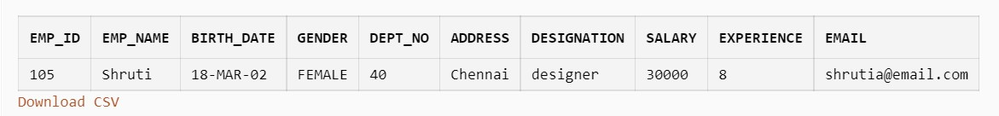 EMP_ID EMP_NAME BIRTH_DATE GENDER DEPT_NO ADDRESS DESIGNATION SALARY EXPERIENCE EMAIL
105 Shruti 18-MAR-02 FEMALE 40 Chennai designer 30000 8 shrutia@email.com
Download CSV